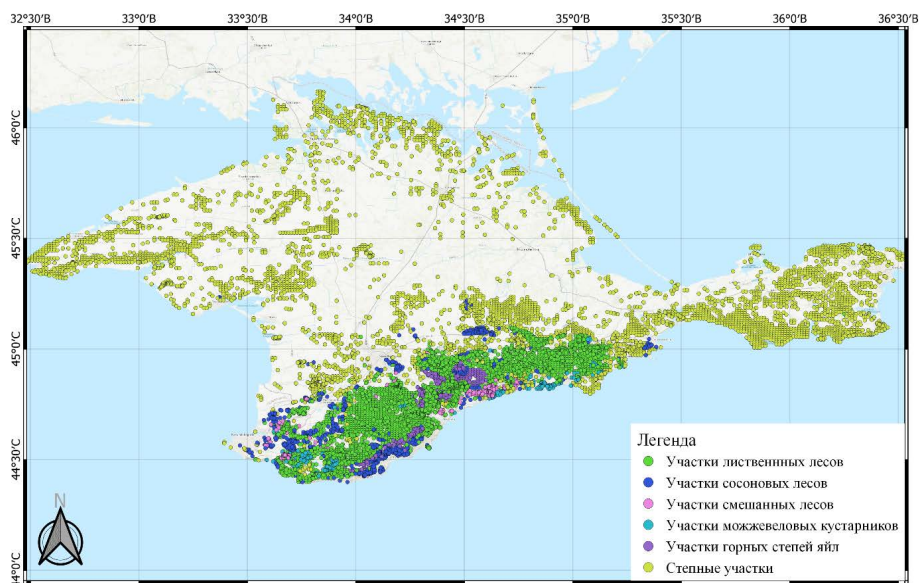 32°30'В 33°0'В 33°30'В 34°0'В 34°30'В 35°0'В 35°30'В 36°0'В 36°30'В
46°0'С
45°30'С
45°0'С
44°30'С
44°0'С
N
Легенда
Участки лиственнных лесов
Участки сосоновых лесов
Участки смешанных лесов
Участки можжевеловых кустарников
Участки горных степей яйл
Степные участки